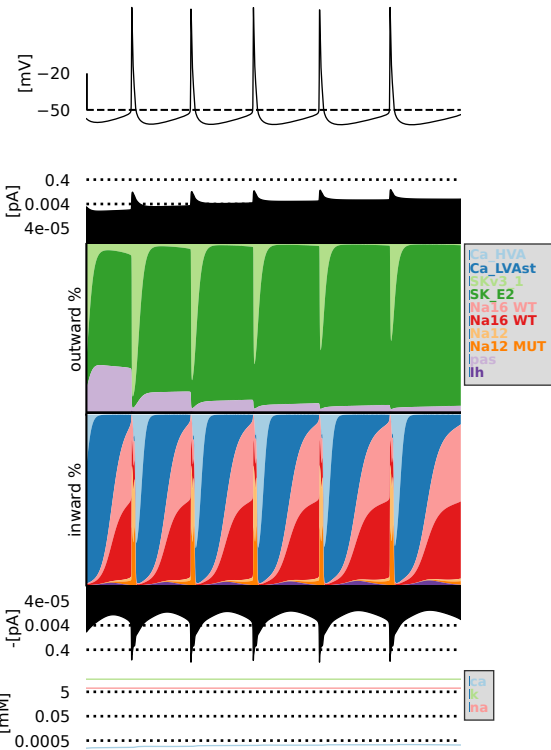 [mV]
−20
−50
[pA]
0.4
0.004
4e-05
outward %
Ca_HVA
Ca_LVAst
SKv3_1
SK_E2
Na16 WT
Na16 WT
Na12
Na12 MUT
pas
Ih
inward %
-[pA]
4e-05
0.004
0.4
[mM]
5
0.05
0.0005
ca
k
na